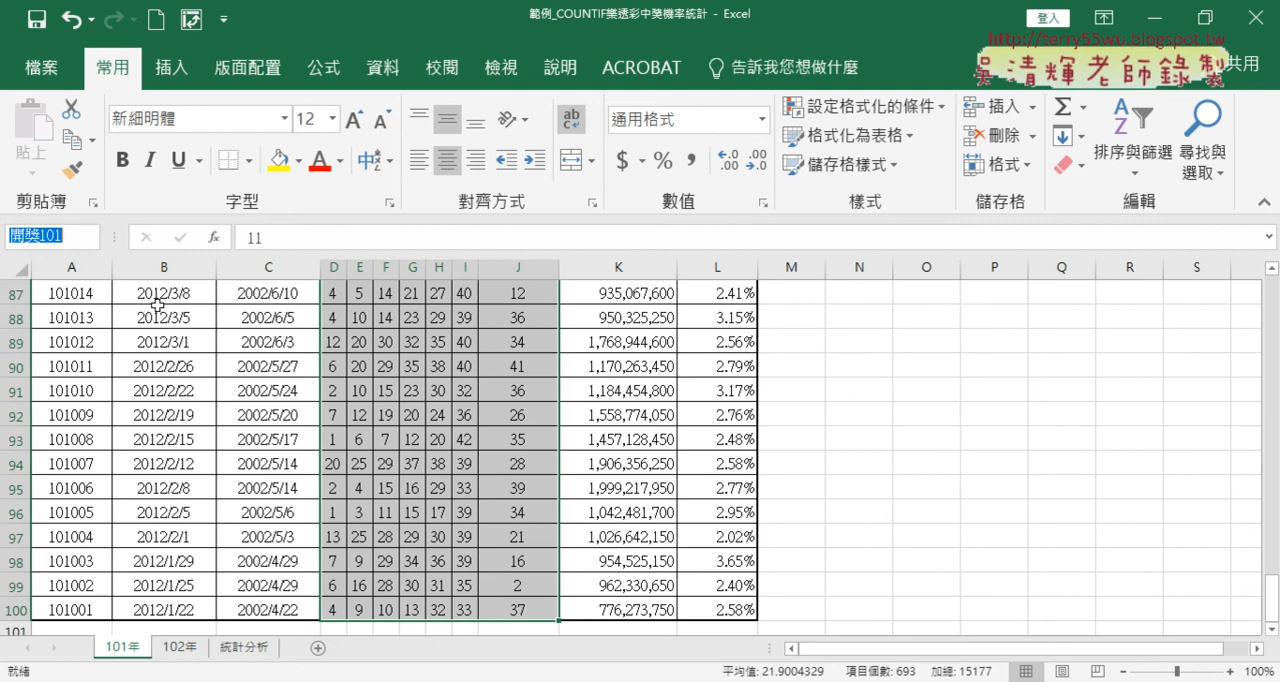 範例_COUNTIF樂透彩中獎機率統計 - Excel
登入
http://terry55wu.blogspot.tw
吳清輝老師錄製
檔案 常用 插入 版面配置 公式 資料 校閱 檢視 說明 ACROBAT 告訴我您想做什麼 共用
貼上
新細明體 12
通用格式
設定格式化的條件
格式化為表格
儲存格樣式
插入
刪除
格式
排序與篩選
尋找與
選取
剪貼簿 字型 對齊方式 數值 樣式 儲存格 編輯
開獎101 fx 11
A B C D E F G H I J K L M N O P Q R S
87 101014 2012/3/8 2002/6/10 4 5 14 21 27 40 12 935,067,600 2.41%
88 101013 2012/3/5 2002/6/5 4 10 14 23 29 39 36 950,325,250 3.15%
89 101012 2012/3/1 2002/6/3 12 20 30 32 35 40 34 1,768,944,600 2.56%
90 101011 2012/2/26 2002/5/27 6 20 29 35 38 40 41 1,170,263,450 2.79%
91 101010 2012/2/22 2002/5/24 2 10 15 23 30 32 36 1,184,454,800 3.17%
92 101009 2012/2/19 2002/5/20 7 12 19 20 24 36 26 1,558,774,050 2.76%
93 101008 2012/2/15 2002/5/17 1 6 7 12 20 42 35 1,457,128,450 2.48%
94 101007 2012/2/12 2002/5/14 20 25 29 37 38 39 28 1,906,356,250 2.58%
95 101006 2012/2/8 2002/5/14 2 4 15 16 29 33 39 1,999,217,950 2.77%
96 101005 2012/2/5 2002/5/6 1 3 11 15 17 39 34 1,042,481,700 2.95%
97 101004 2012/2/1 2002/5/3 13 25 28 29 30 39 21 1,026,642,150 2.02%
98 101003 2012/1/29 2002/4/29 7 9 29 34 36 39 16 954,525,150 3.65%
99 101002 2012/1/25 2002/4/29 6 16 28 30 31 35 2 962,330,650 2.40%
100 101001 2012/1/22 2002/4/22 4 9 10 13 32 33 37 776,273,750 2.58%
101
101年 102年 統計分析
就緒 平均值: 21.9004329 項目個數: 693 加總: 15177 100%